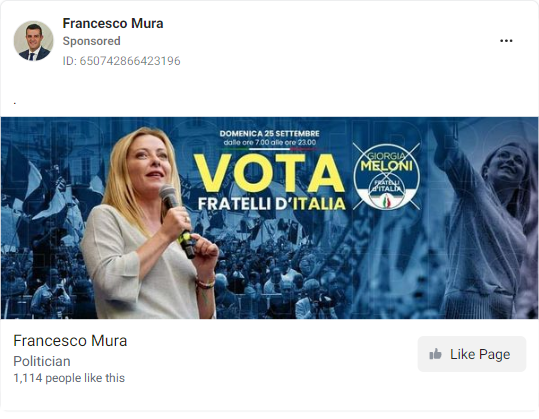 Francesco Mura
Sponsored
ID: 650742866423196
.
DOMENICA 25 SETTEMBRE
dalle ore 7.00 alle ore 23.00
VOTA
FRATELLI D'ITALIA
GIORGIA
MELONI
FRATELLI
d'ITALIA
Francesco Mura
Politician
1,114 people like this
Like Page